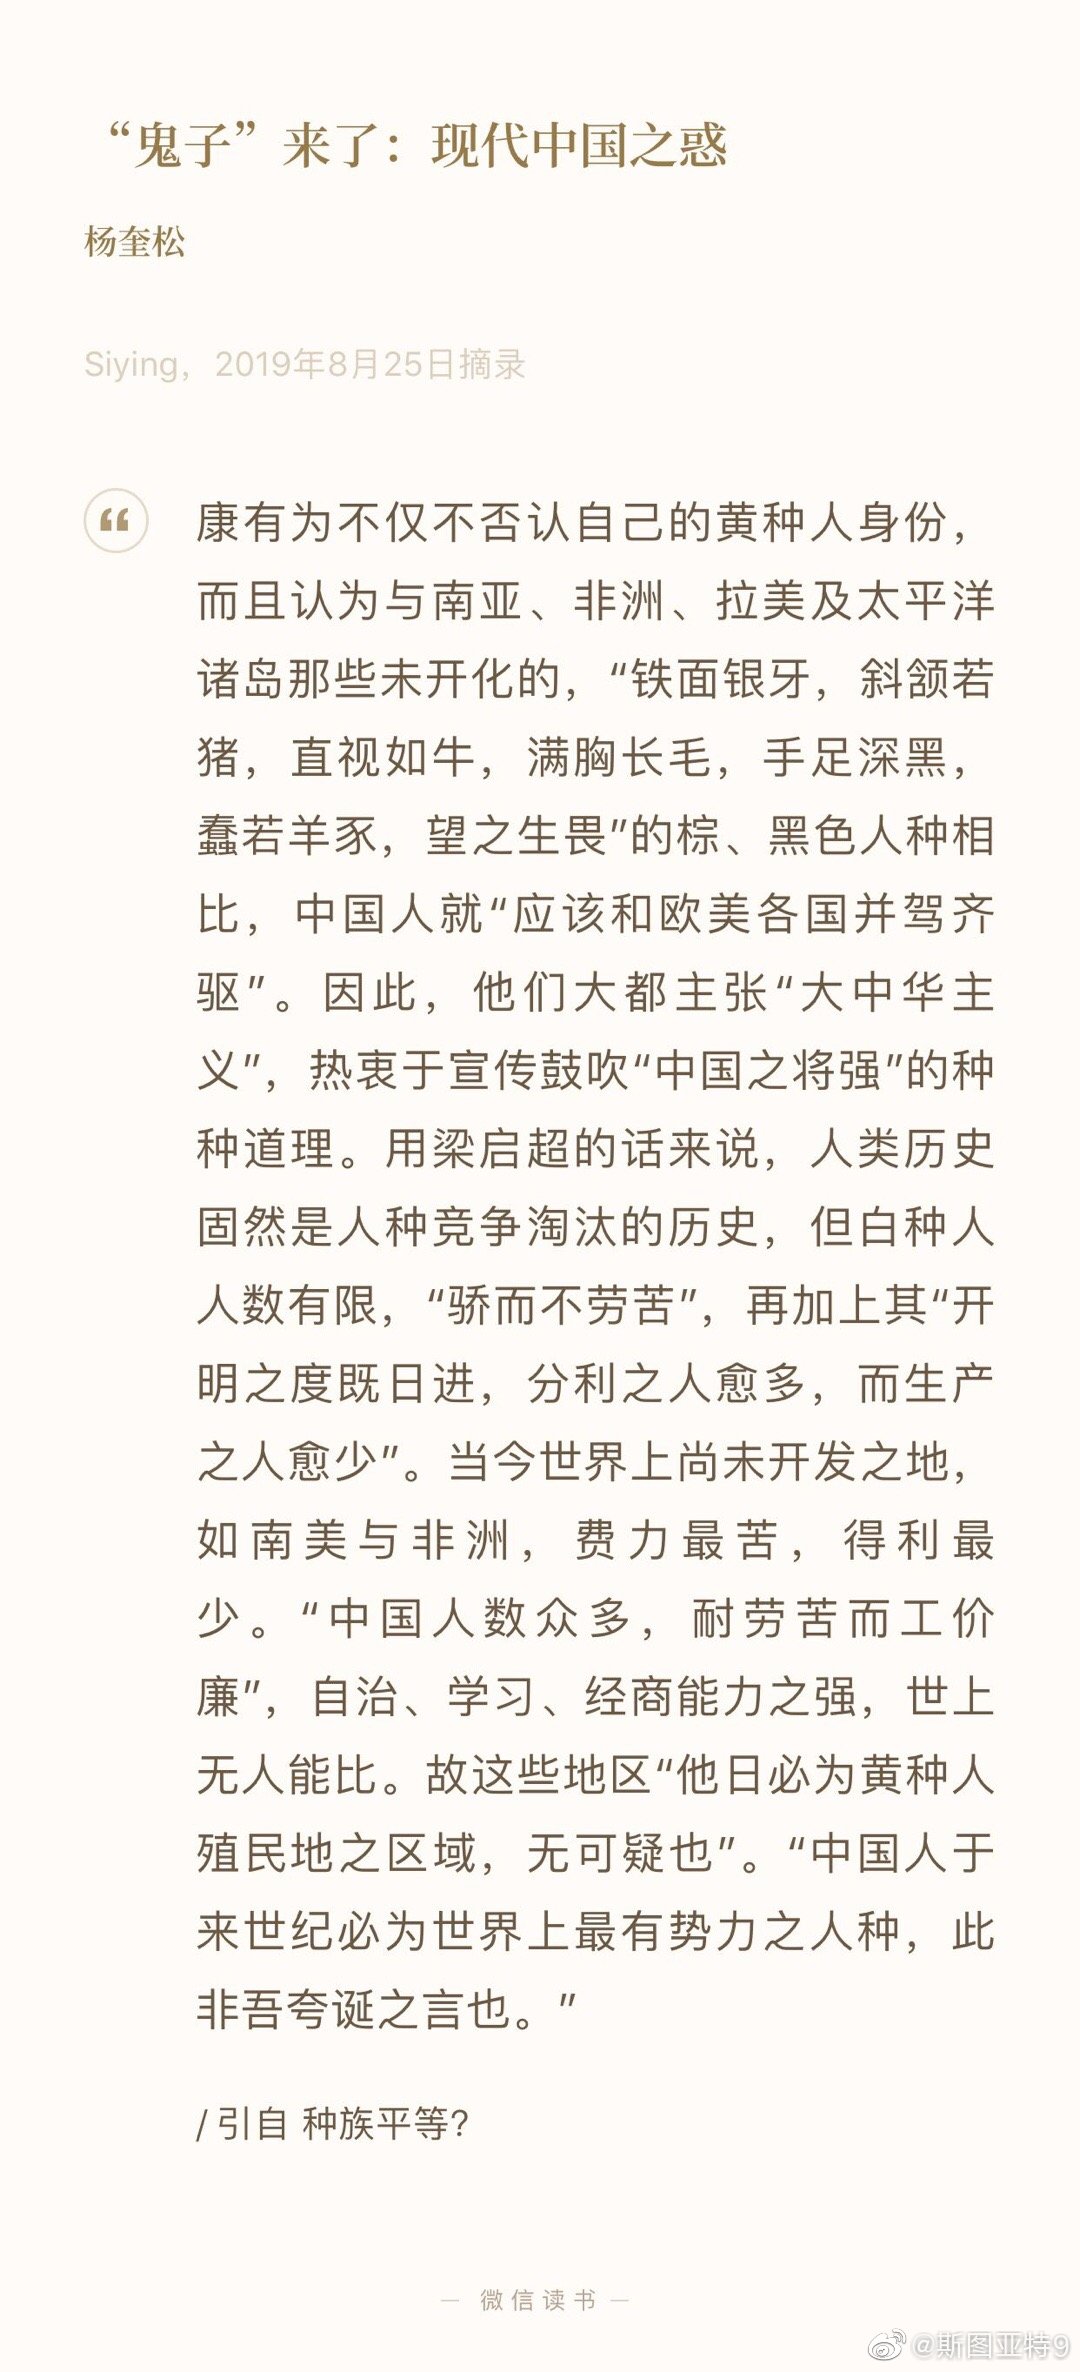 “鬼子”来了：现代中国之惑
杨奎松
Siying，2019年8月25日摘录
康有为不仅不否认自己的黄种人身份，
而且认为与南亚、非洲、拉美及太平洋
诸岛那些未开化的，“铁面银牙，斜颔若
猪，直视如牛，满胸长毛，手足深黑，
蠢若羊豕，望之生畏”的棕、黑色人种相
比，中国人就“应该和欧美各国并驾齐
驱”。因此，他们大都主张“大中华主
义”，热衷于宣传鼓吹“中国之将强”的种
种道理。用梁启超的话来说，人类历史
固然是人种竞争淘汰的历史，但白种人
人数有限，“骄而不劳苦”，再加上其“开
明之度既日进，分利之人愈多，而生产
之人愈少”。当今世界上尚未开发之地，
如南美与非洲，费力最苦，得利最
少。“中国人数众多，耐劳苦而工价
廉”，自治、学习、经商能力之强，世上
无人能比。故这些地区“他日必为黄种人
殖民地之区域，无可疑也”。“中国人于
来世纪必为世界上最有势力之人种，此
非吾夸诞之言也。”
/ 引自 种族平等?
— 微信读书 —
@斯图亚特9